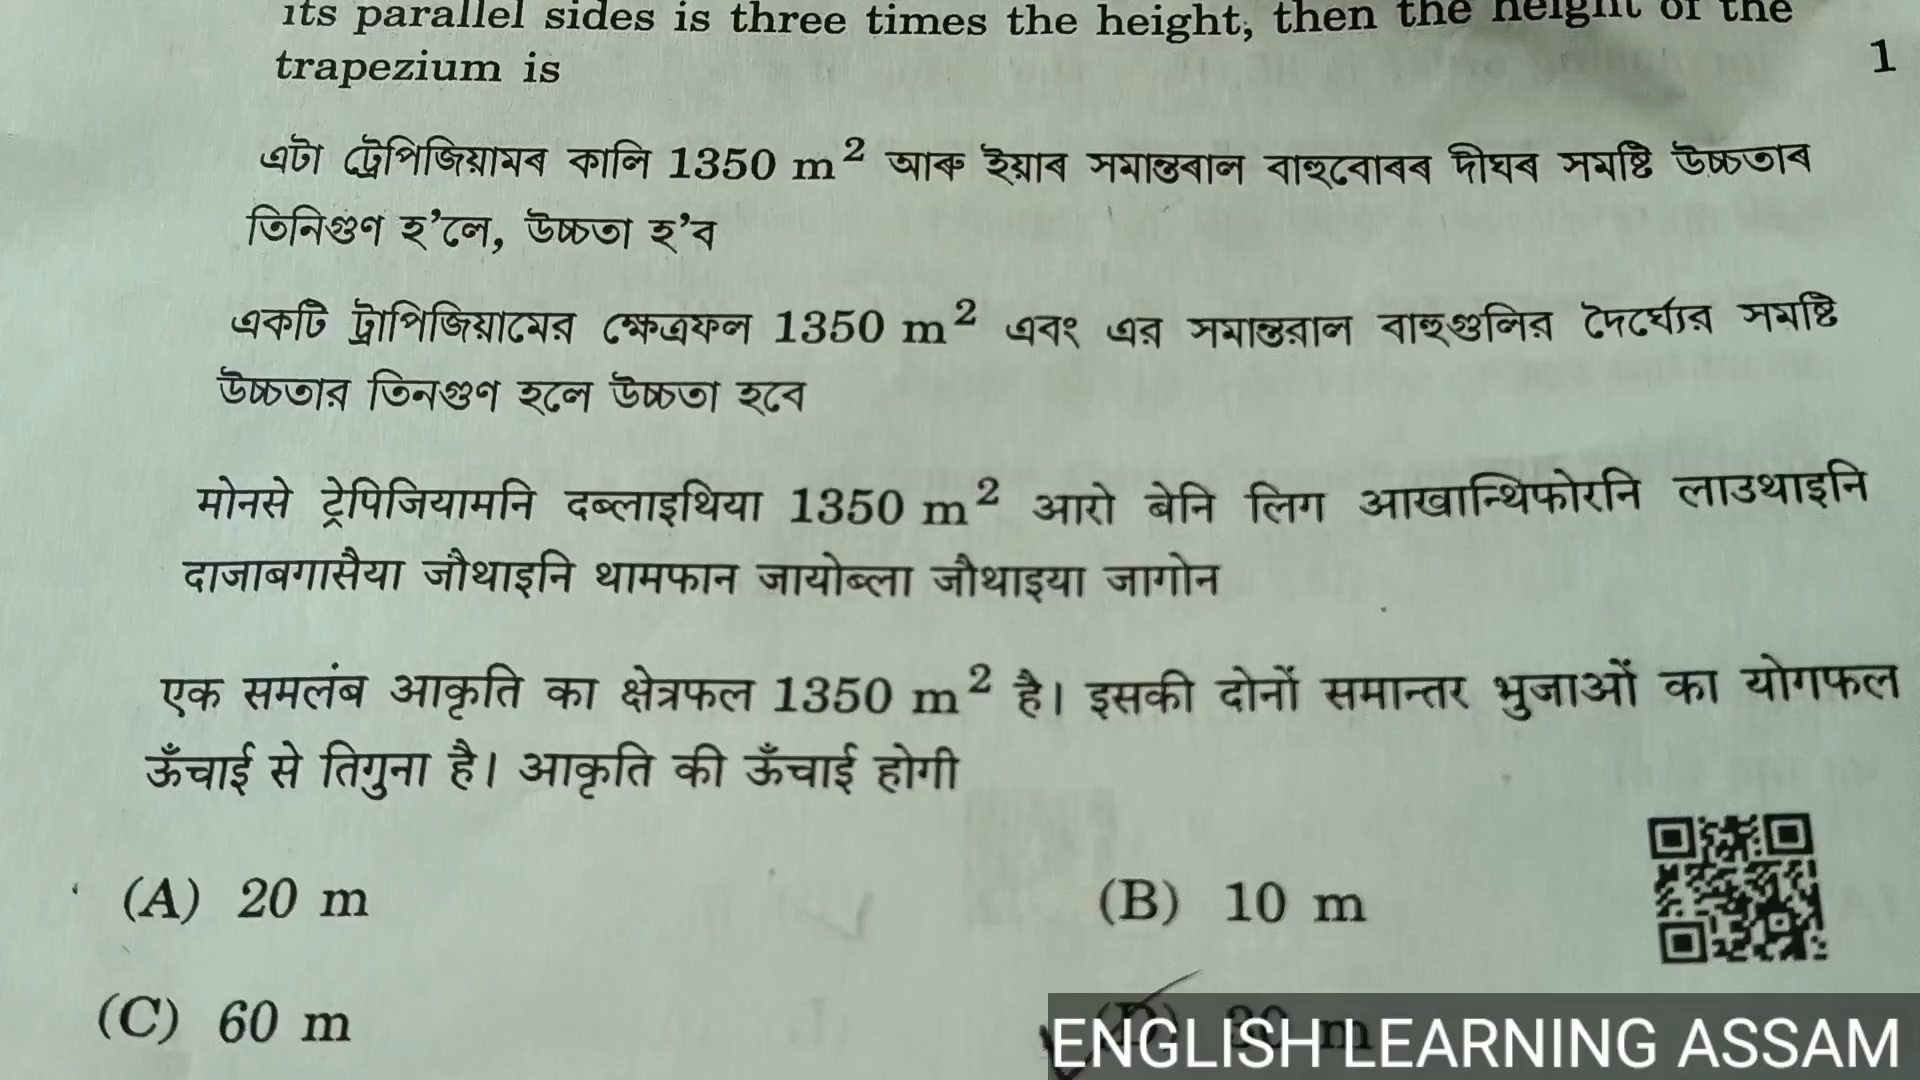 its parallel sides is three times the height, then the height of the
trapezium is
1
এটা ট্ৰেপিজিয়ামৰ কালি 1350 m² আৰু ইয়াৰ সমান্তৰাল বাহুবোৰৰ দীঘৰ সমষ্টি উচ্চতাৰ
তিনিগুণ হ’লে, উচ্চতা হ’ব
একটি ট্রাপিজিয়ামের ক্ষেত্রফল 1350 m² এবং এর সমান্তরাল বাহুগুলির দৈর্ঘ্যের সমষ্টি
উচ্চতার তিনগুণ হলে উচ্চতা হবে
मोनसे ट्रेपिजियामनि दब्लाइथिया 1350 m² आरो बेनि लिग आखान्थिफोरनि लाउथाइनि
दाजाबगासैया जौथाइनि थामफान जायोब्ला जौथाइया जागोन
एक समलंब आकृति का क्षेत्रफल 1350 m² है। इसकी दोनों समान्तर भुजाओं का योगफल
ऊँचाई से तिगुना है। आकृति की ऊँचाई होगी
(A) 20 m
(B) 10 m
(C) 60 m
(D) 30 m
ENGLISH LEARNING ASSAM